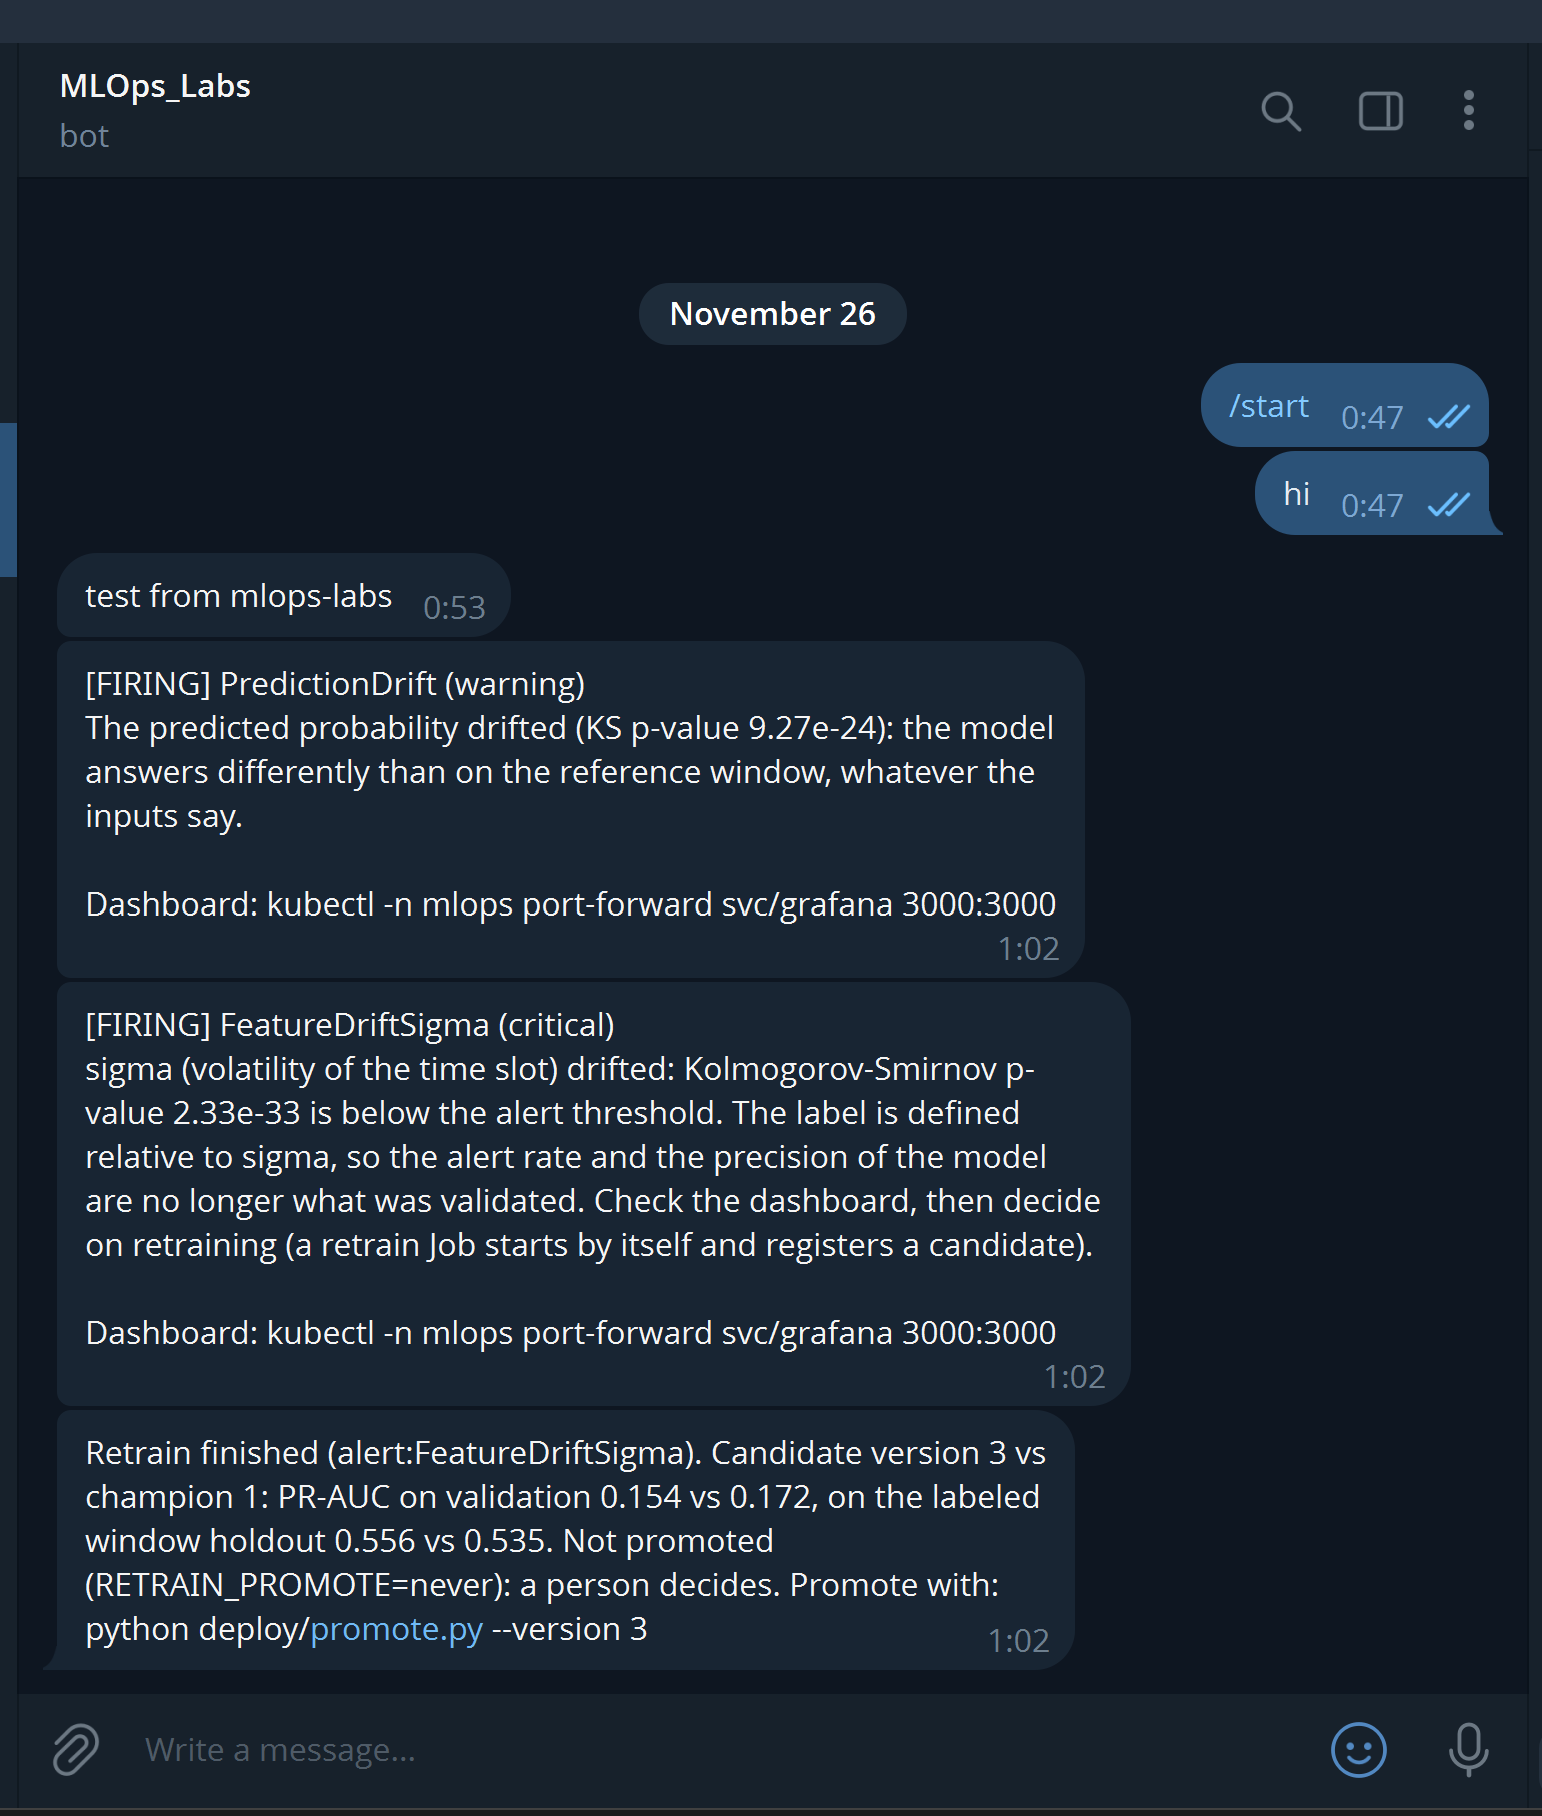 MLOps_Labs
bot
November 26
/start 0:47
hi 0:47
test from mlops-labs 0:53
[FIRING] PredictionDrift (warning)
The predicted probability drifted (KS p-value 9.27e-24): the model
answers differently than on the reference window, whatever the
inputs say.
Dashboard: kubectl -n mlops port-forward svc/grafana 3000:3000
1:02
[FIRING] FeatureDriftSigma (critical)
sigma (volatility of the time slot) drifted: Kolmogorov-Smirnov p-
value 2.33e-33 is below the alert threshold. The label is defined
relative to sigma, so the alert rate and the precision of the model
are no longer what was validated. Check the dashboard, then decide
on retraining (a retrain Job starts by itself and registers a candidate).
Dashboard: kubectl -n mlops port-forward svc/grafana 3000:3000
1:02
Retrain finished (alert:FeatureDriftSigma). Candidate version 3 vs
champion 1: PR-AUC on validation 0.154 vs 0.172, on the labeled
window holdout 0.556 vs 0.535. Not promoted
(RETRAIN_PROMOTE=never): a person decides. Promote with:
python deploy/promote.py --version 3 1:02
Write a message...